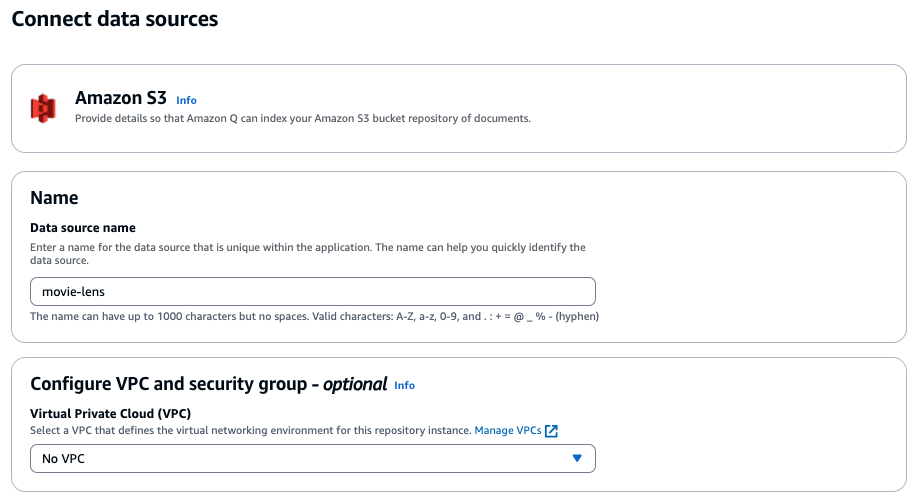 Connect data sources
Amazon S3 Info
Provide details so that Amazon Q can index your Amazon S3 bucket repository of documents.
Name
Data source name
Enter a name for the data source that is unique within the application. The name can help you quickly identify the
data source.
movie-lens
The name can have up to 1000 characters but no spaces. Valid characters: A-Z, a-z, 0-9, and . : + = @ _ % - (hyphen)
Configure VPC and security group - optional Info
Virtual Private Cloud (VPC)
Select a VPC that defines the virtual networking environment for this repository instance. Manage VPCs
No VPC